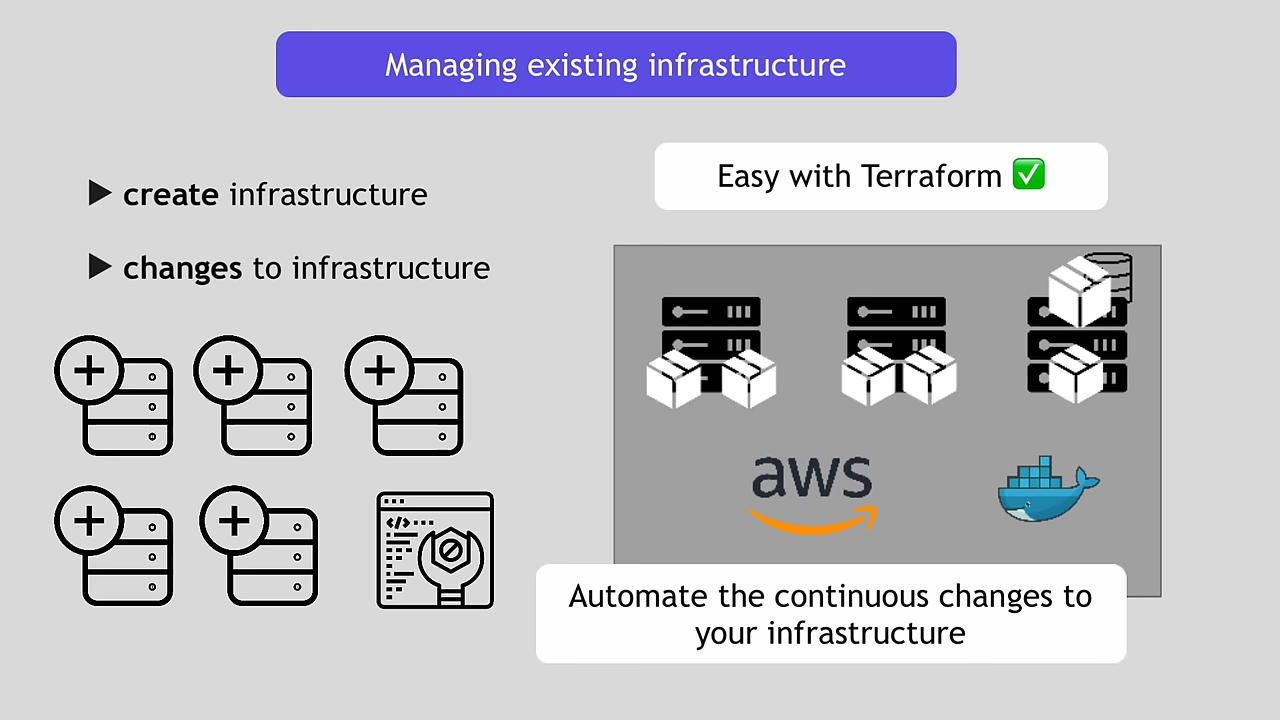 Managing existing infrastructure
Easy with Terraform ✅
▶ create infrastructure
▶ changes to infrastructure
</>
aws
Automate the continuous changes to
your infrastructure